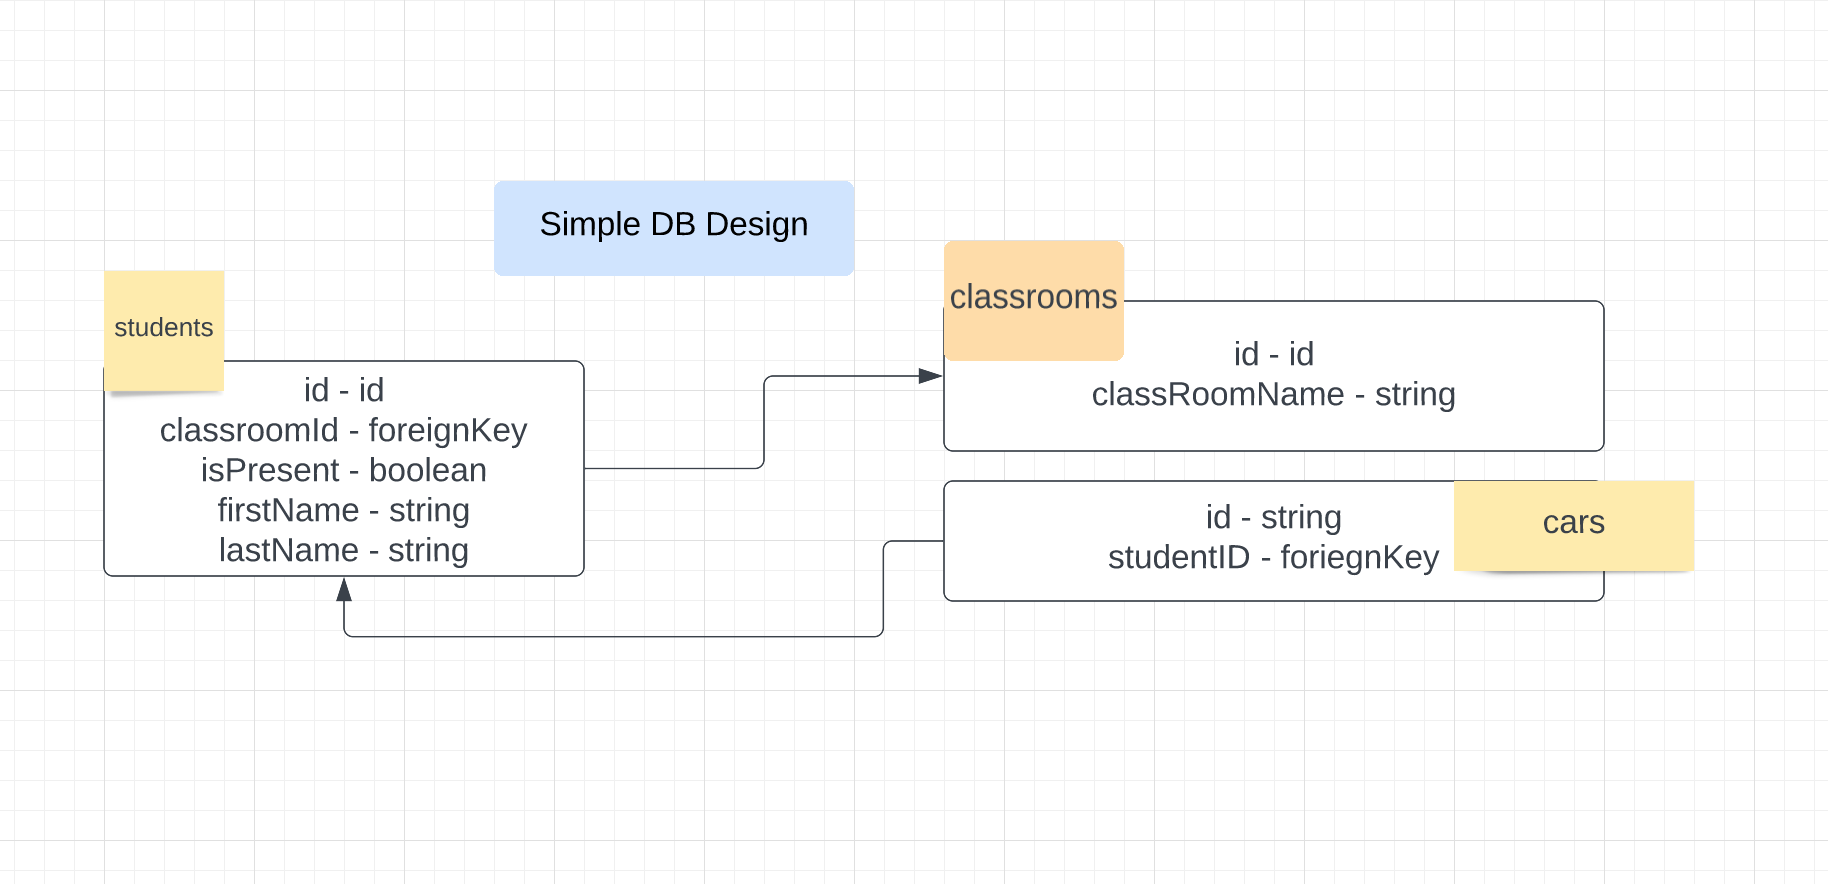 Simple DB Design
students
id - id
classroomId - foreignKey
isPresent - boolean
firstName - string
lastName - string
classrooms
id - id
classRoomName - string
cars
id - string
studentID - foriegnKey